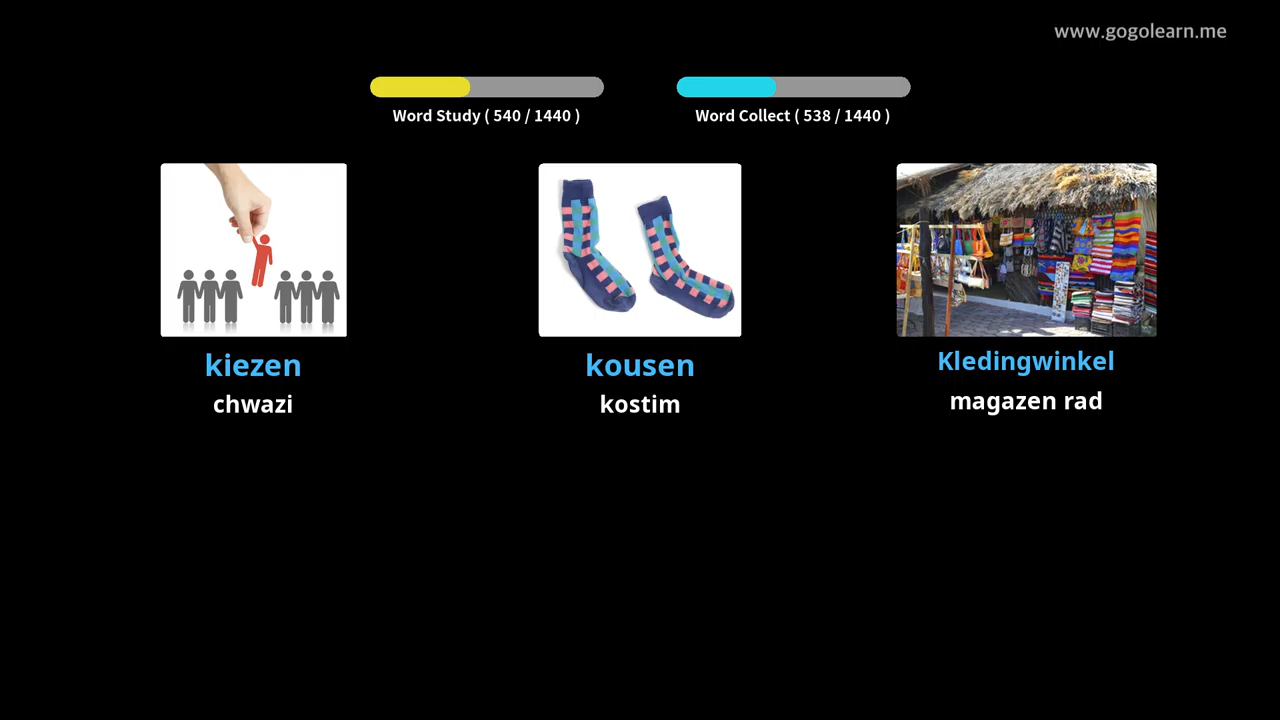 www.gogolearn.me
Word Study ( 540 / 1440 )
Word Collect ( 538 / 1440 )
kiezen
chwazi
kousen
kostim
Kledingwinkel
magazen rad